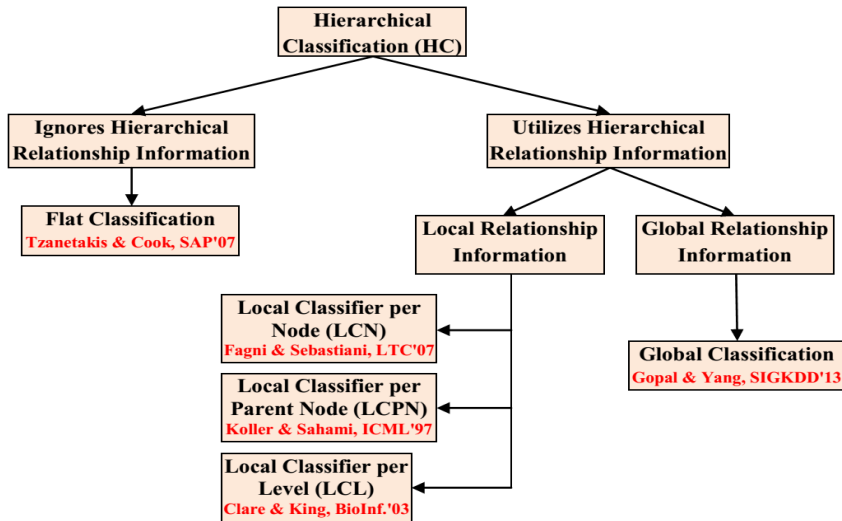 Hierarchical
Classification (HC)
Ignores Hierarchical
Relationship Information
Utilizes Hierarchical
Relationship Information
Flat Classification
Tzanetakis & Cook, SAP'07
Local Relationship
Information
Global Relationship
Information
Local Classifier per
Node (LCN)
Fagni & Sebastiani, LTC'07
Global Classification
Gopal & Yang, SIGKDD'13
Local Classifier per
Parent Node (LCPN)
Koller & Sahami, ICML'97
Local Classifier per
Level (LCL)
Clare & King, BioInf.'03